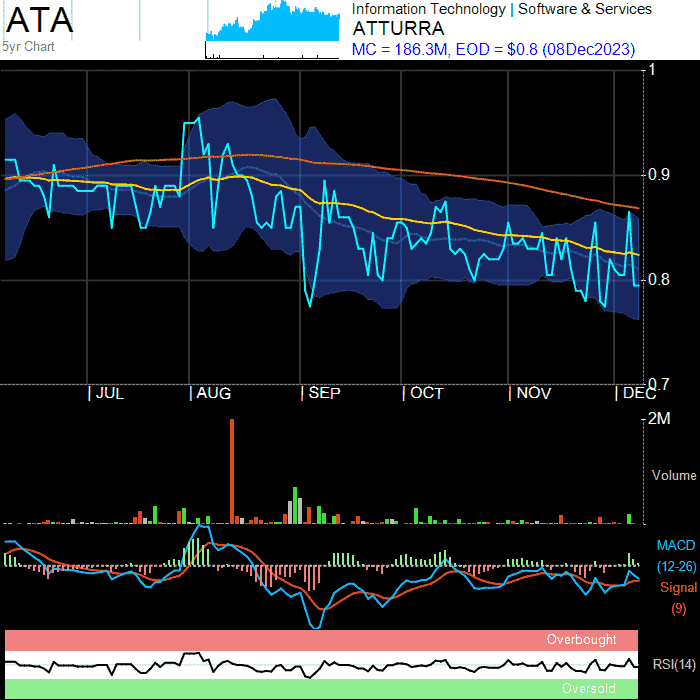 ATA
5yr Chart
Information Technology | Software & Services
ATTURRA
MC = 186.3M, EOD = $0.8 (08Dec2023)
1
0.9
0.8
0.7
| JUL | AUG | SEP | OCT | NOV | DEC
2M
Volume
MACD
(12-26)
Signal
(9)
Overbought
RSI(14)
Oversold